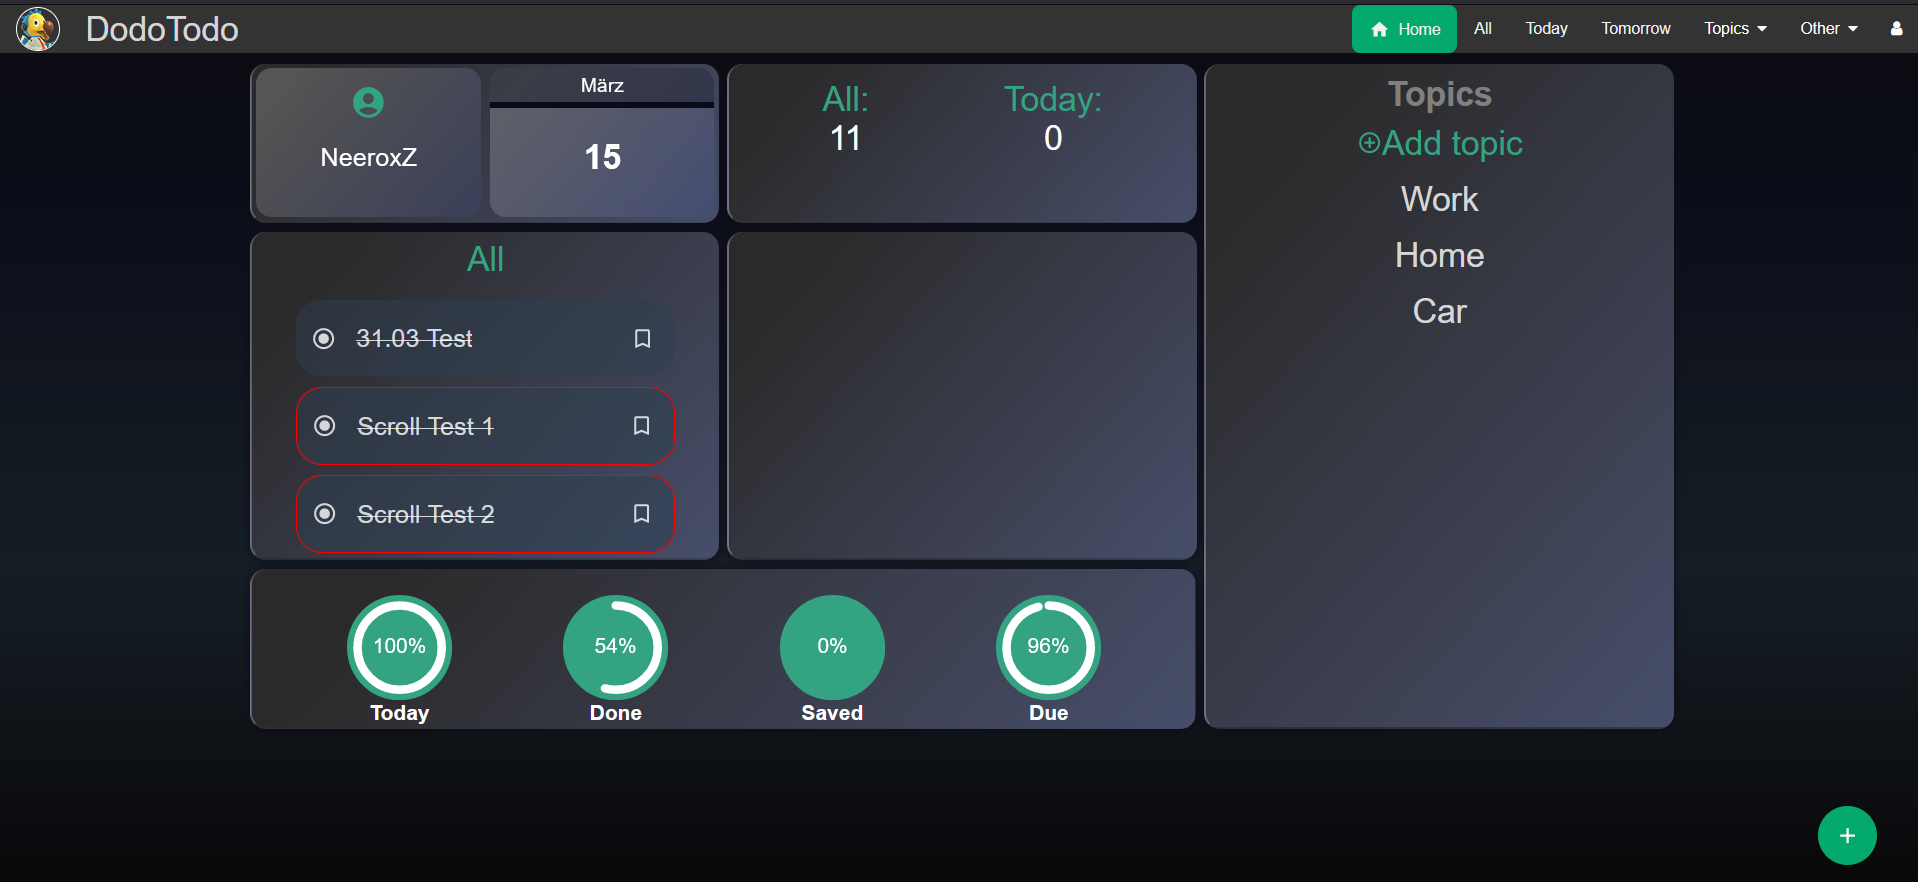 DodoTodo
Home
All
Today
Tomorrow
Topics
Other
NeeroxZ
März
15
All:
11
Today:
0
Topics
Add topic
Work
Home
Car
All
31.03 Test
Scroll Test 1
Scroll Test 2
100%
Today
54%
Done
0%
Saved
96%
Due